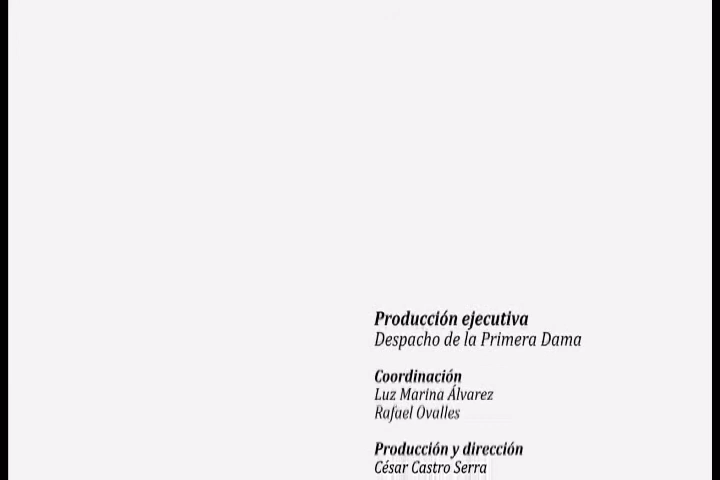 Producción ejecutiva
Despacho de la Primera Dama
Coordinación
Luz Marina Álvarez
Rafael Ovalles
Producción y dirección
César Castro Serra